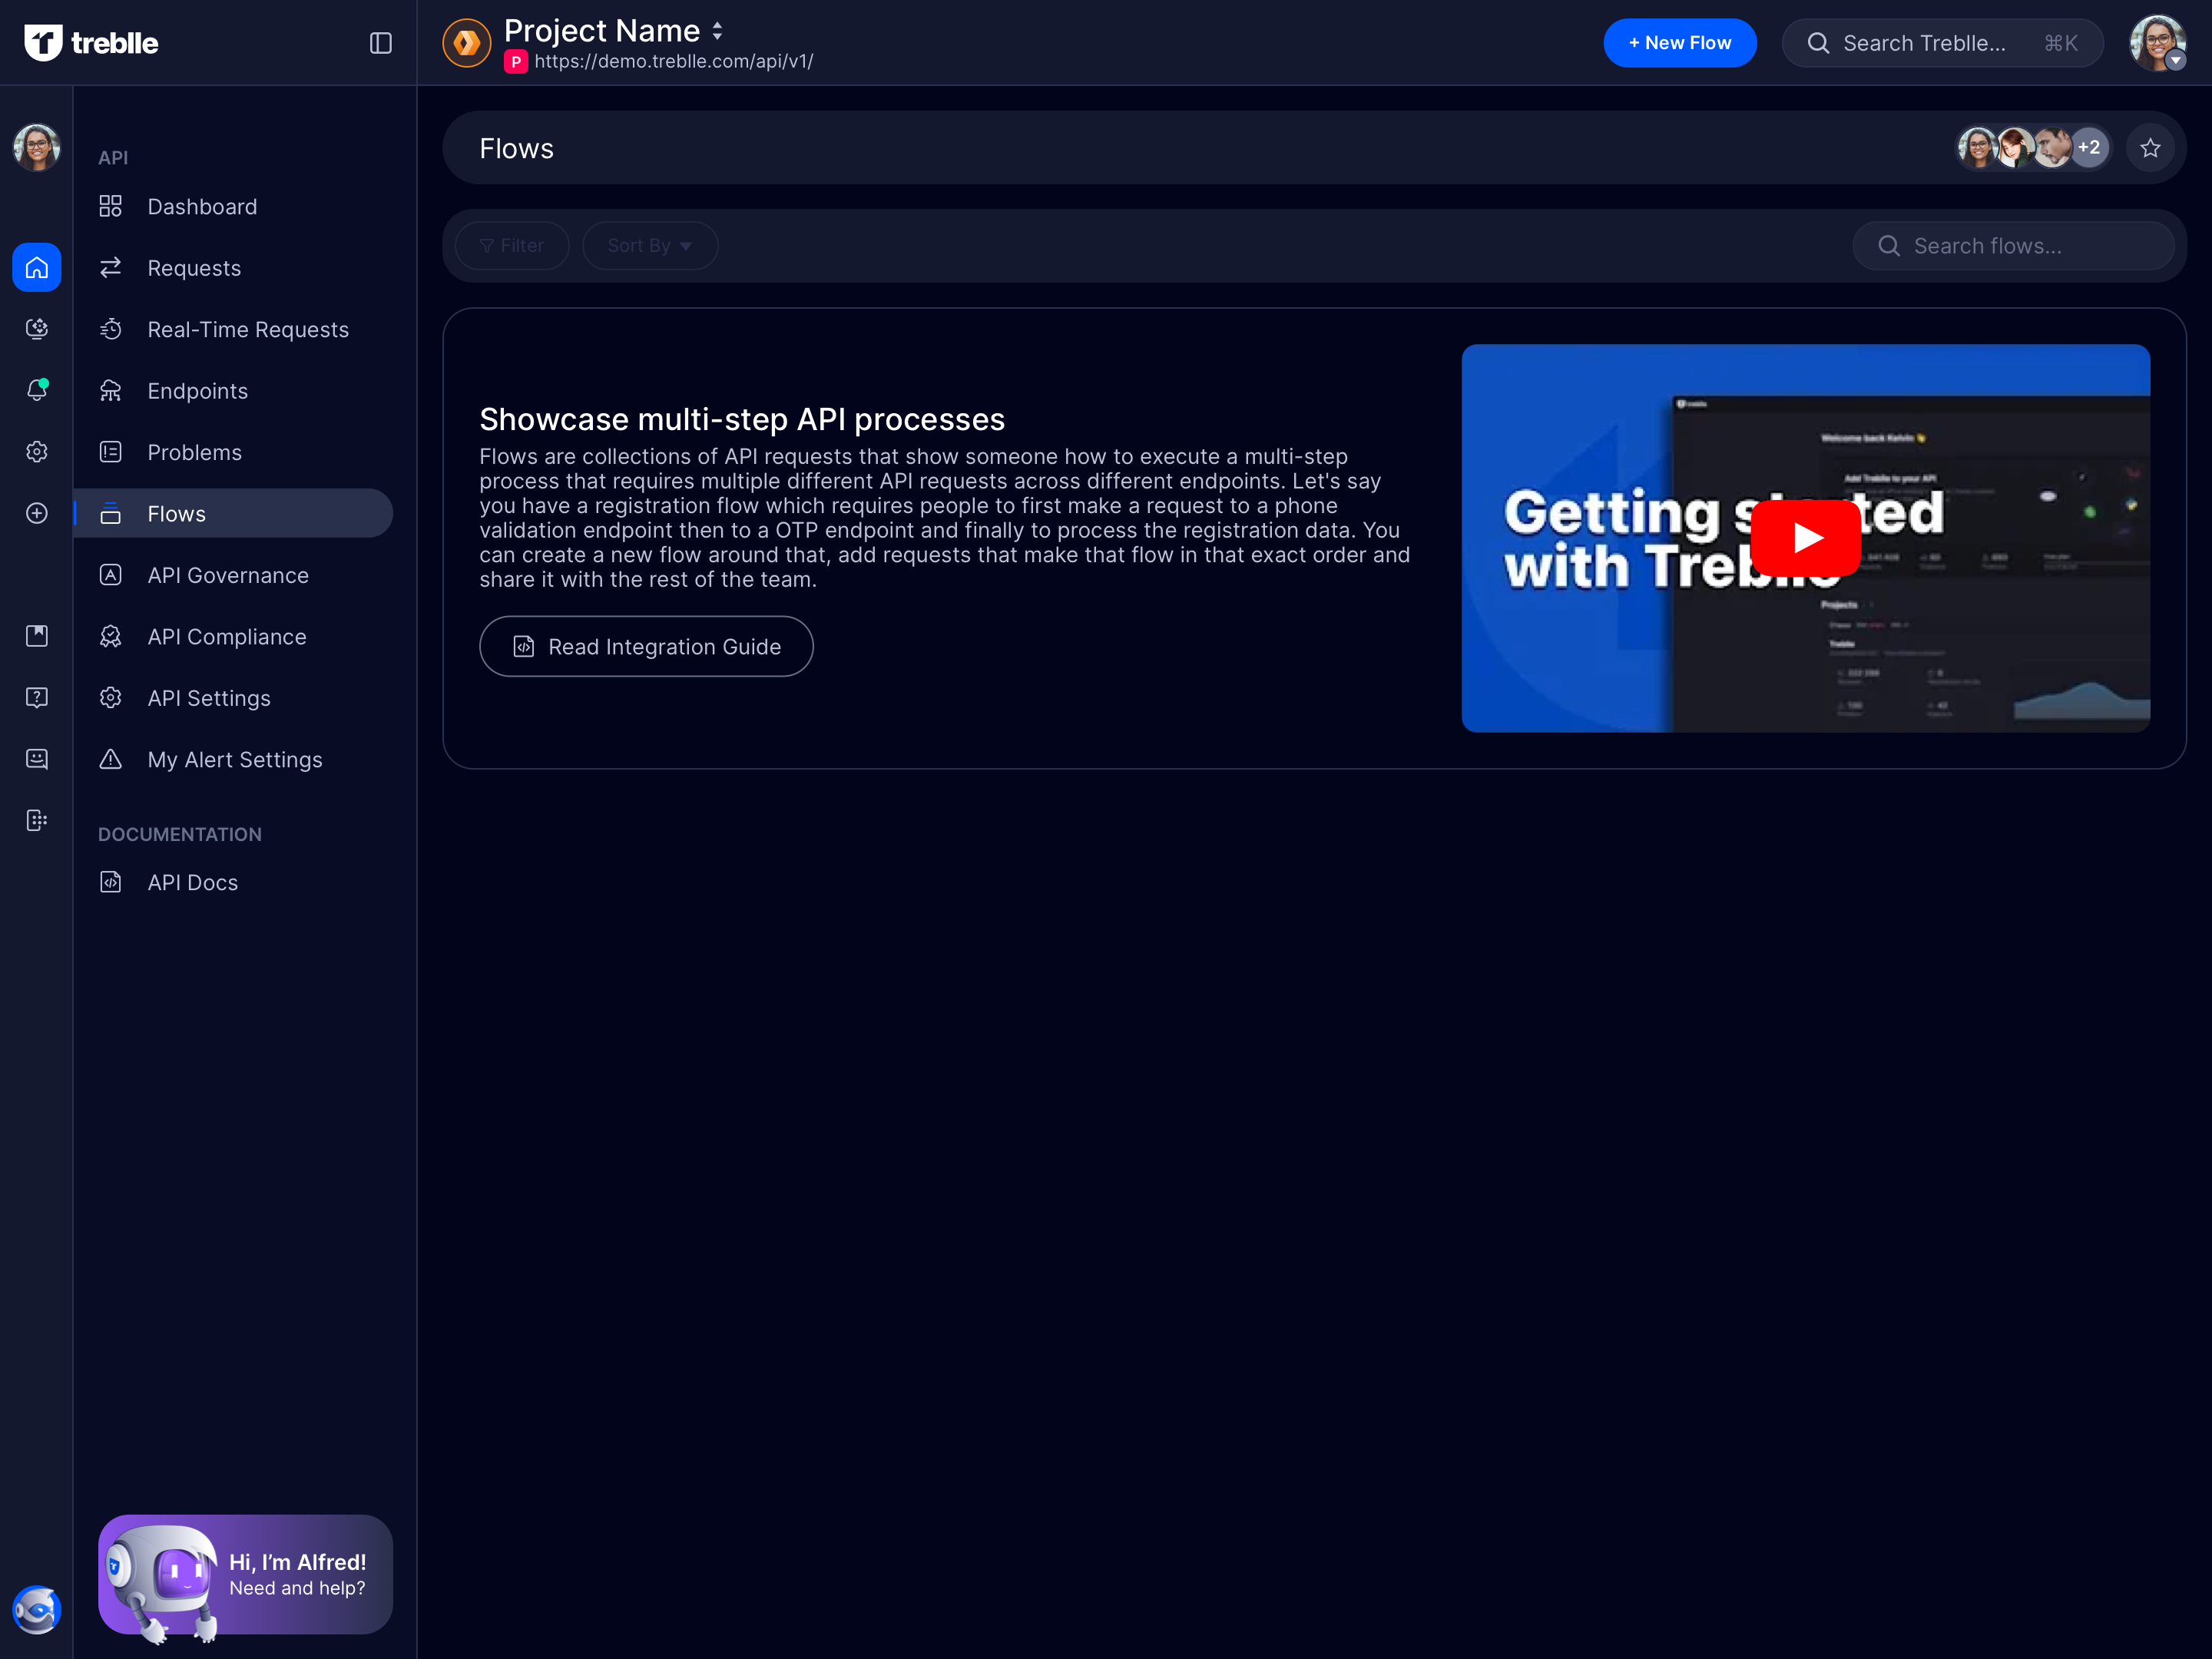 treblle
Project Name
P https://demo.treblle.com/api/v1/
+ New Flow
Search Treblle... ⌘K
API
Dashboard
Requests
Real-Time Requests
Endpoints
Problems
Flows
API Governance
API Compliance
API Settings
My Alert Settings
DOCUMENTATION
API Docs
Hi, I'm Alfred!
Need and help?
Flows
+2
Filter
Sort By
Search flows...
Showcase multi-step API processes
Flows are collections of API requests that show someone how to execute a multi-step
process that requires multiple different API requests across different endpoints. Let's say
you have a registration flow which requires people to first make a request to a phone
validation endpoint then to a OTP endpoint and finally to process the registration data. You
can create a new flow around that, add requests that make that flow in that exact order and
share it with the rest of the team.
Read Integration Guide
treblle
Welcome back Kelvin
Add Treblle to your API
Getting started
with Treblle
Projects
Treblle